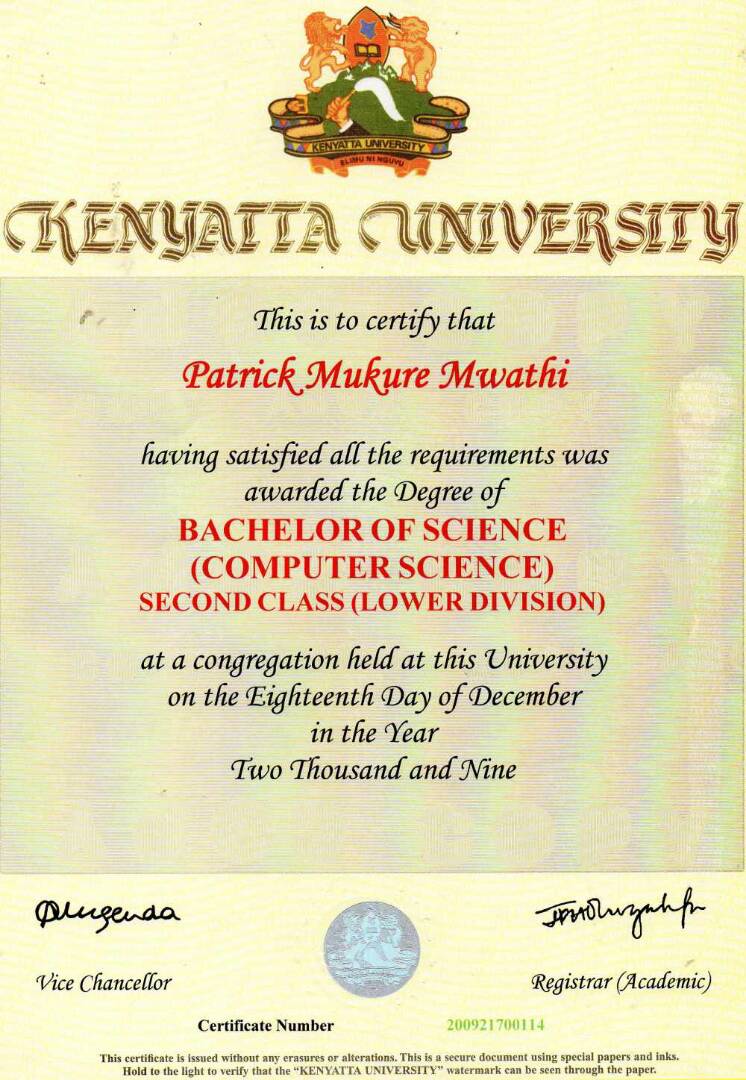 KENYATTA UNIVERSITY
ELIMU NI NGUVU
KENYATTA UNIVERSITY
This is to certify that
Patrick Mukure Mwathi
having satisfied all the requirements was
awarded the Degree of
BACHELOR OF SCIENCE
(COMPUTER SCIENCE)
SECOND CLASS (LOWER DIVISION)
at a congregation held at this University
on the Eighteenth Day of December
in the Year
Two Thousand and Nine
Vice Chancellor
Registrar (Academic)
Certificate Number 200921700114
This certificate is issued without any erasures or alterations. This is a secure document using special papers and inks.
Hold to the light to verify that the "KENYATTA UNIVERSITY" watermark can be seen through the paper.